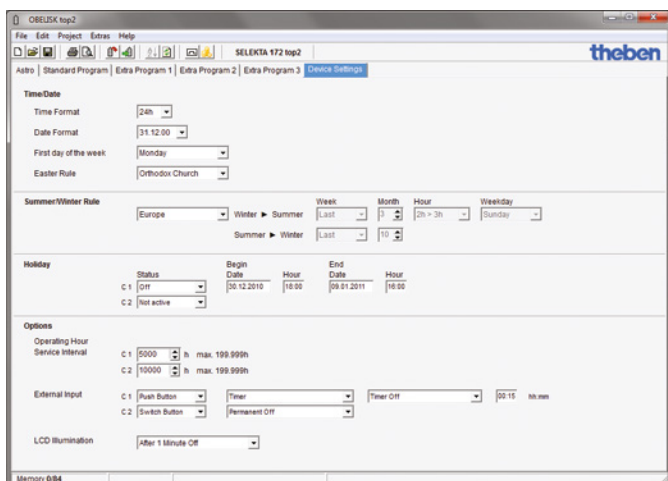 OBELISK top2
File Edit Project Extras Help
SELEKTA 172 top2
theben
Astro Standard Program Extra Program 1 Extra Program 2 Extra Program 3 Device Settings
Time/Date
Time Format 24h
Date Format 31.12.00
First day of the week Monday
Easter Rule Orthodox Church
Week Month Hour Weekday
Summer/Winter Rule Europe Winter ► Summer Last 3 2h > 3h Sunday
Summer ► Winter Last 10
Holiday Begin End
Status Date Hour Date Hour
C 1 Off 30.12.2010 16:00 09.01.2011 16:00
C 2 Not active
Options
Operating Hour
Service Interval C 1 5000 h max. 199.999h
C 2 10000 h max. 199.999h
External Input C 1 Push Button Timer Timer Off 00:15 hh:mm
C 2 Switch Button Permanent Off
LCD Illumination After 1 Minute Off
Memory 0/84